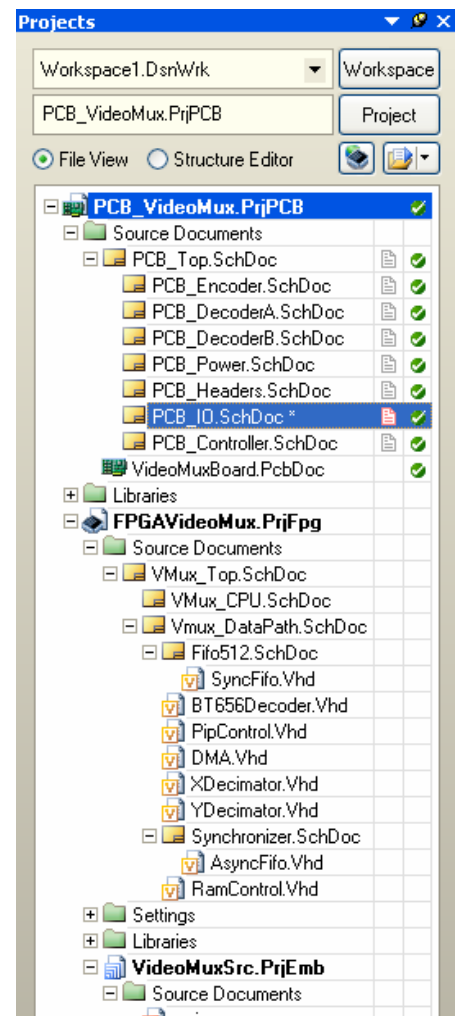 Projects
Workspace1.DsnWrk Workspace
PCB_VideoMux.PrjPCB Project
File View Structure Editor
PCB_VideoMux.PrjPCB
Source Documents
PCB_Top.SchDoc
PCB_Encoder.SchDoc
PCB_DecoderA.SchDoc
PCB_DecoderB.SchDoc
PCB_Power.SchDoc
PCB_Headers.SchDoc
PCB_IO.SchDoc *
PCB_Controller.SchDoc
VideoMuxBoard.PcbDoc
Libraries
FPGAVideoMux.PrjFpg
Source Documents
VMux_Top.SchDoc
VMux_CPU.SchDoc
Vmux_DataPath.SchDoc
Fifo512.SchDoc
SyncFifo.Vhd
BT656Decoder.Vhd
PipControl.Vhd
DMA.Vhd
XDecimator.Vhd
YDecimator.Vhd
Synchronizer.SchDoc
AsyncFifo.Vhd
RamControl.Vhd
Settings
Libraries
VideoMuxSrc.PrjEmb
Source Documents